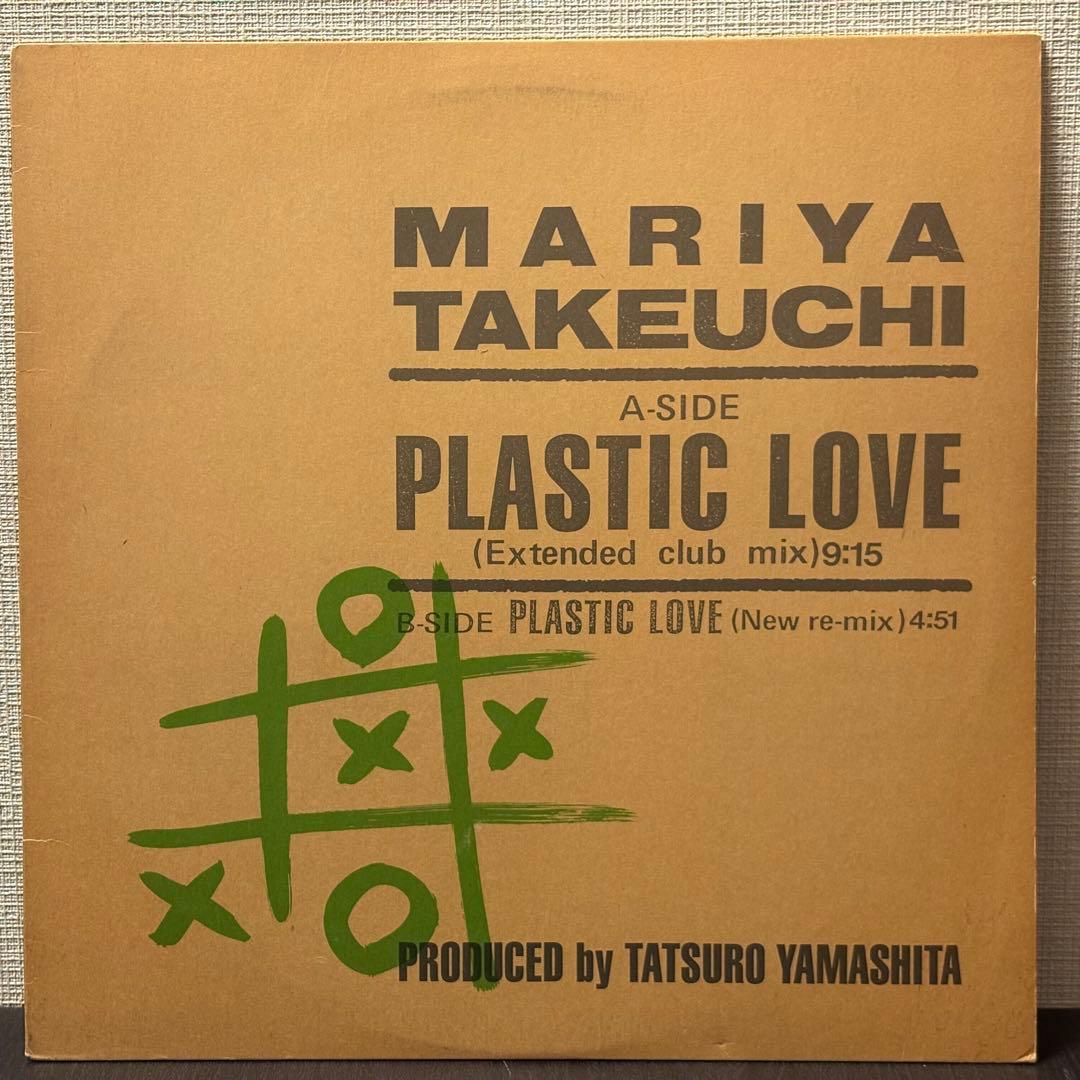 MARIYA
TAKEUCHI
A-SIDE
PLASTIC LOVE
(Extended club mix)9:15
B-SIDE PLASTIC LOVE (New re-mix)4:51
PRODUCED by TATSURO YAMASHITA